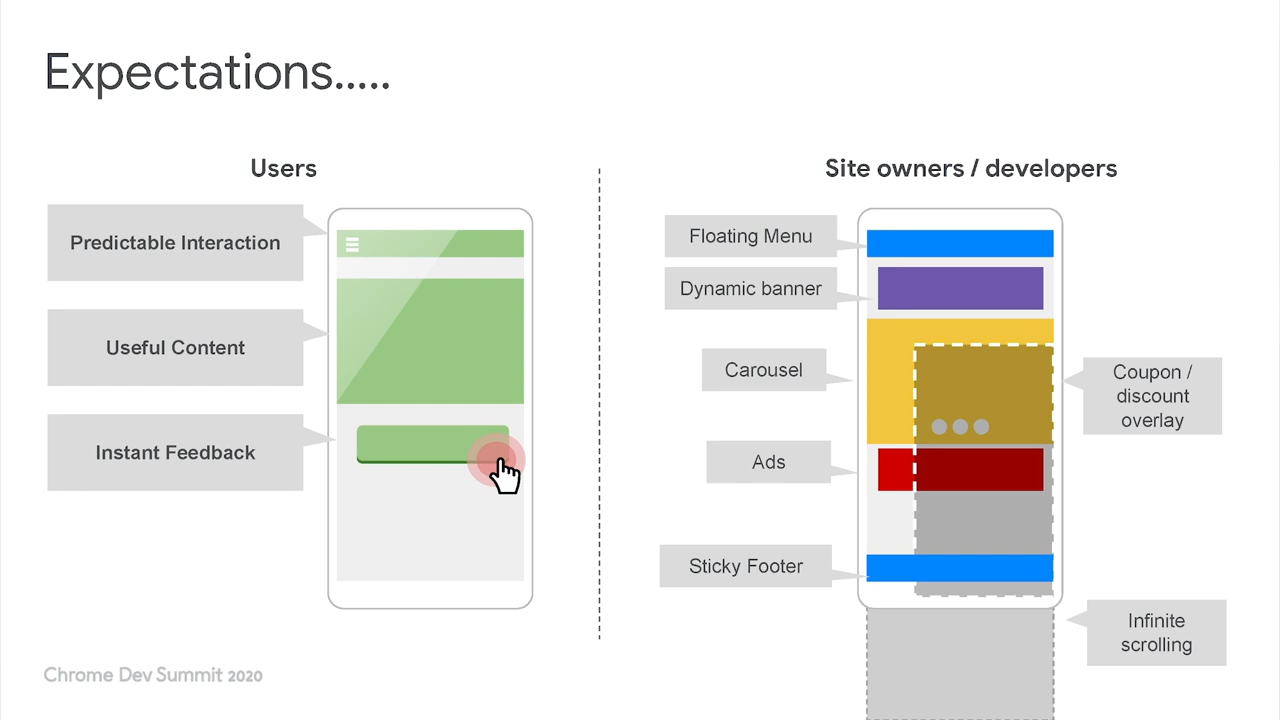 Expectations.....
Users
Predictable Interaction
Useful Content
Instant Feedback
Site owners / developers
Floating Menu
Dynamic banner
Carousel
Ads
Sticky Footer
Coupon /
discount
overlay
Infinite
scrolling
Chrome Dev Summit 2020